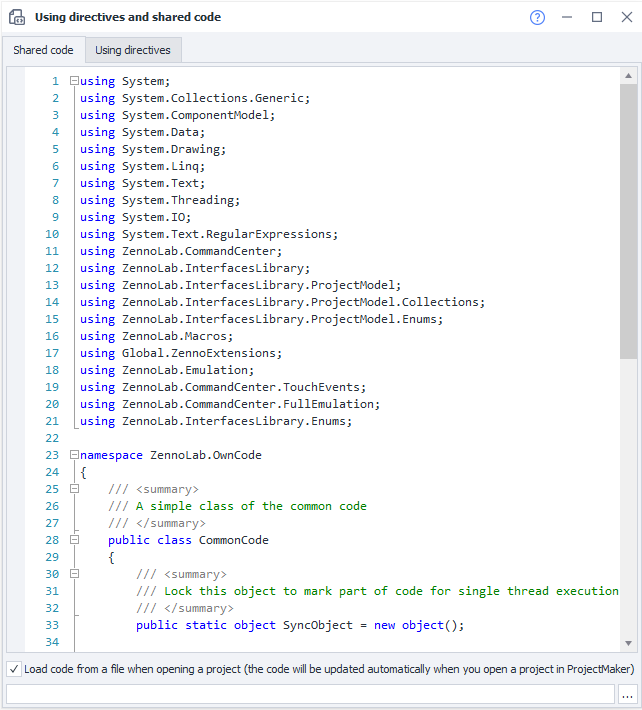 Using directives and shared code
Shared code
Using directives
1 using System;
2 using System.Collections.Generic;
3 using System.ComponentModel;
4 using System.Data;
5 using System.Drawing;
6 using System.Linq;
7 using System.Text;
8 using System.Threading;
9 using System.IO;
10 using System.Text.RegularExpressions;
11 using ZennoLab.CommandCenter;
12 using ZennoLab.InterfacesLibrary;
13 using ZennoLab.InterfacesLibrary.ProjectModel;
14 using ZennoLab.InterfacesLibrary.ProjectModel.Collections;
15 using ZennoLab.InterfacesLibrary.ProjectModel.Enums;
16 using ZennoLab.Macros;
17 using Global.ZennoExtensions;
18 using ZennoLab.Emulation;
19 using ZennoLab.CommandCenter.TouchEvents;
20 using ZennoLab.CommandCenter.FullEmulation;
21 using ZennoLab.InterfacesLibrary.Enums;
22
23 namespace ZennoLab.OwnCode
24 {
25 /// <summary>
26 /// A simple class of the common code
27 /// </summary>
28 public class CommonCode
29 {
30 /// <summary>
31 /// Lock this object to mark part of code for single thread execution
32 /// </summary>
33 public static object SyncObject = new object();
34
Load code from a file when opening a project (the code will be updated automatically when you open a project in ProjectMaker)
...